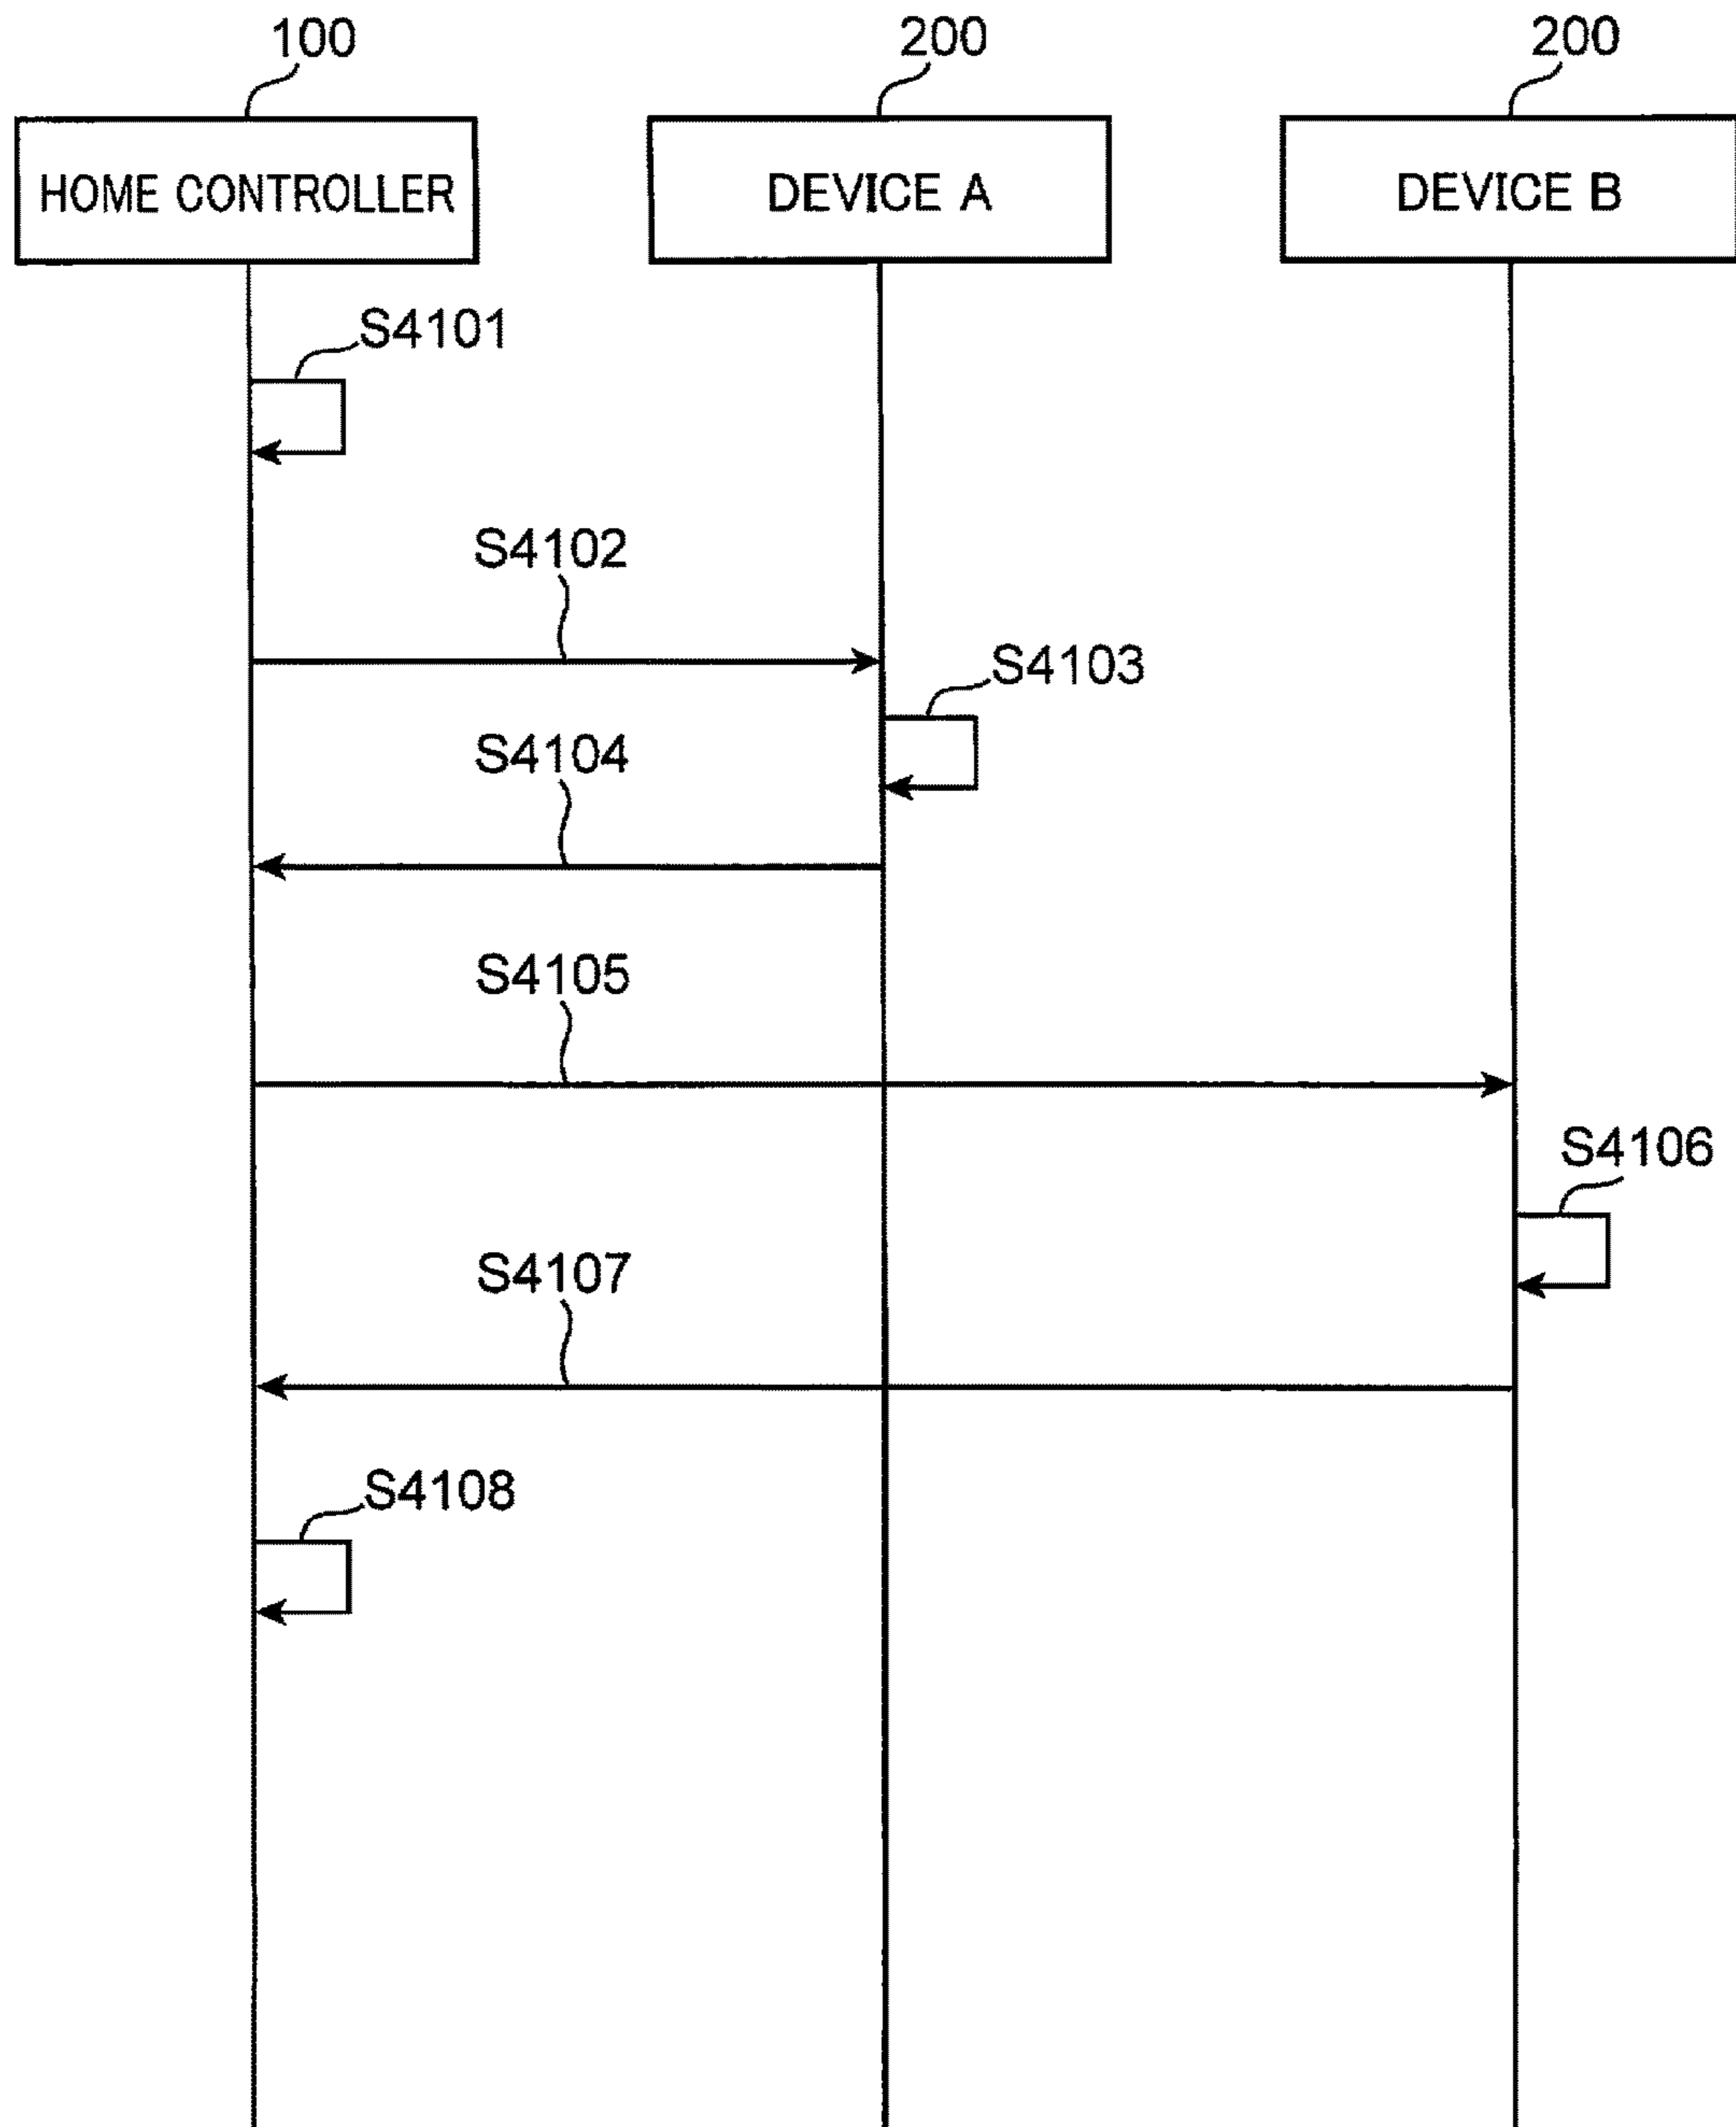 100
200
200
HOME CONTROLLER
DEVICE A
DEVICE B
S4101
S4102
S4103
S4104
S4105
S4106
S4107
S4108